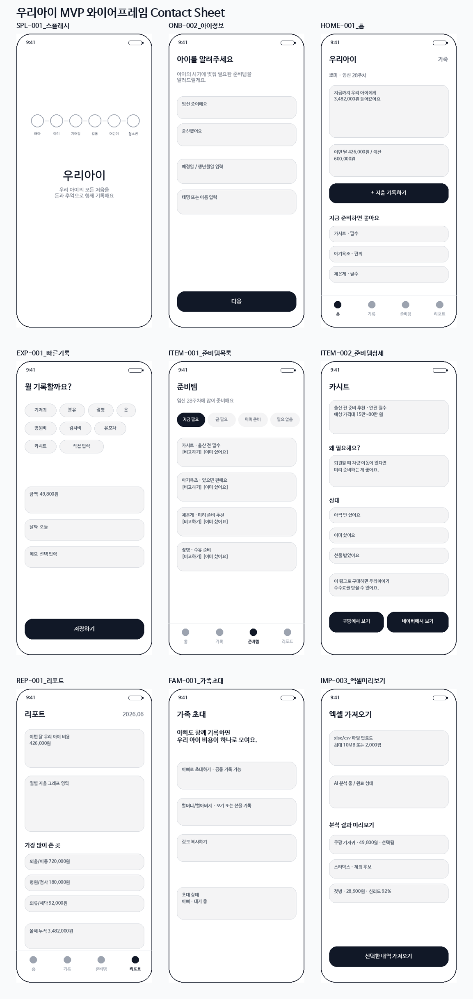 우리아이 MVP 와이어프레임 Contact Sheet
SPL-001_스플래시
9:41
태아
아기
기어감
걸음
어린이
청소년
우리아이
우리 아이의 모든 처음을
돈과 추억으로 함께 기록해요
ONB-002_아이정보
9:41
아이를 알려주세요
아이의 시기에 맞춰 필요한 준비템을
알려드릴게요.
임신 중이에요
출산했어요
예정일 / 생년월일 입력
태명 또는 이름 입력
다음
HOME-001_홈
9:41
우리아이
가족
뽀미 · 임신 28주차
지금까지 우리 아이에게
3,482,000원 들어갔어요
이번 달 426,000원 / 예산
600,000원
+ 지출 기록하기
지금 준비하면 좋아요
카시트 · 필수
아기욕조 · 편의
체온계 · 필수
홈
기록
준비템
리포트
EXP-001_빠른기록
9:41
뭘 기록할까요?
기저귀
분유
젖병
옷
병원비
검사비
유모차
카시트
직접 입력
금액 49,800원
날짜 오늘
메모 선택 입력
저장하기
ITEM-001_준비템목록
9:41
준비템
임신 28주차에 많이 준비해요
지금 필요
곧 필요
이미 준비
필요 없음
카시트 · 출산 전 필수
[비교하기] [이미 샀어요]
아기욕조 · 있으면 편해요
[비교하기] [이미 샀어요]
체온계 · 미리 준비 추천
[비교하기] [이미 샀어요]
젖병 · 수유 준비
[비교하기] [이미 샀어요]
홈
기록
준비템
리포트
ITEM-002_준비템상세
9:41
카시트
출산 전 준비 추천 · 안전 필수
예상 가격대 15만~80만 원
왜 필요해요?
퇴원할 때 차량 이동이 있다면
미리 준비하는 게 좋아요.
상태
아직 안 샀어요
이미 샀어요
선물 받았어요
이 링크로 구매하면 우리아이가
수수료를 받을 수 있어요.
쿠팡에서 보기
네이버에서 보기
REP-001_리포트
9:41
리포트
2026.06
이번 달 우리 아이 비용
426,000원
월별 지출 그래프 영역
가장 많이 쓴 곳
외출/이동 720,000원
병원/검사 180,000원
의류/세탁 92,000원
올해 누적 3,482,000원
홈
기록
준비템
리포트
FAM-001_가족초대
9:41
가족 초대
아빠도 함께 기록하면
우리 아이 비용이 하나로 모여요.
아빠로 초대하기 · 공동 기록 가능
할머니/할아버지 · 보기 또는 선물 기록
링크 복사하기
초대 상태
아빠 · 대기 중
IMP-003_엑셀미리보기
9:41
엑셀 가져오기
xlsx/csv 파일 업로드
최대 10MB 또는 2,000행
AI 분석 중 / 완료 상태
분석 결과 미리보기
쿠팡 기저귀 · 49,800원 · 선택됨
스타벅스 · 제외 후보
젖병 · 28,900원 · 신뢰도 92%
선택한 내역 가져오기